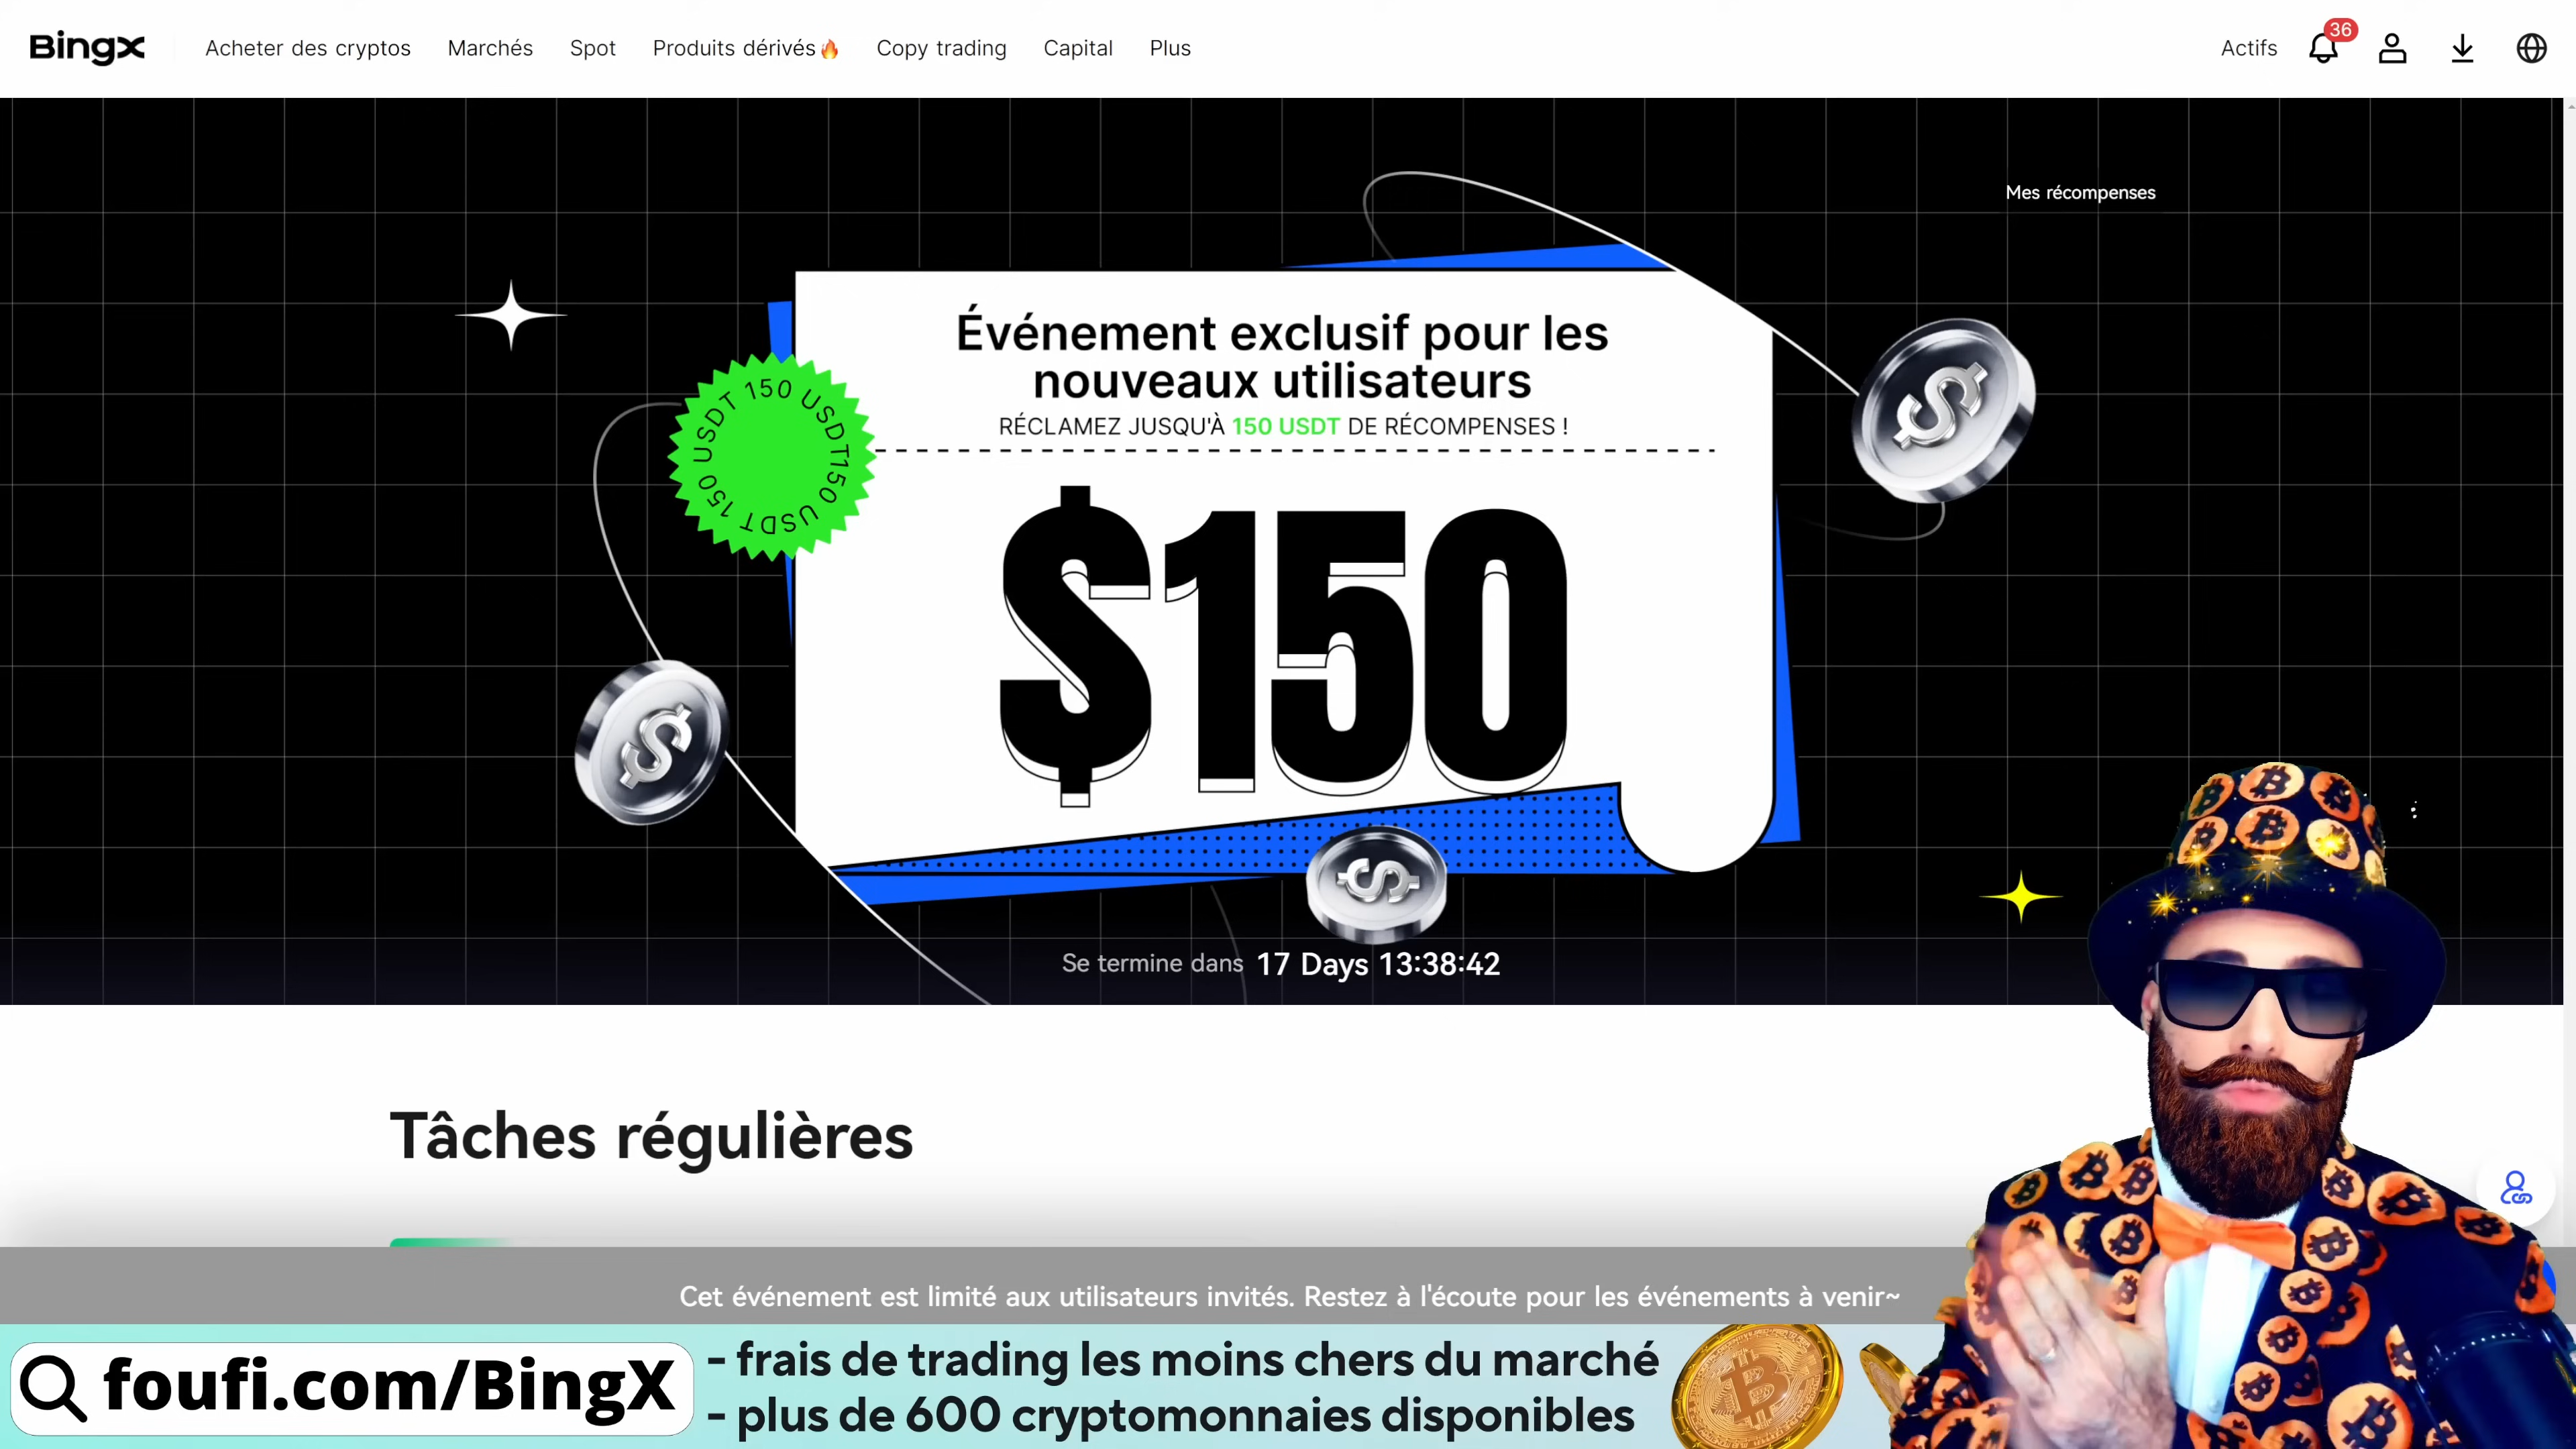 BingX
Acheter des cryptos
Marchés
Spot
Produits dérivés
Copy trading
Capital
Plus
Actifs
36
Mes récompenses
Événement exclusif pour les
nouveaux utilisateurs
RÉCLAMEZ JUSQU'À 150 USDT DE RÉCOMPENSES !
150 USDT 150 USDT 150 USDT
$150
Se termine dans 17 Days 13:38:42
Tâches régulières
Cet événement est limité aux utilisateurs invités. Restez à l'écoute pour les événements à venir~
foufi.com/BingX
- frais de trading les moins chers du marché
- plus de 600 cryptomonnaies disponibles